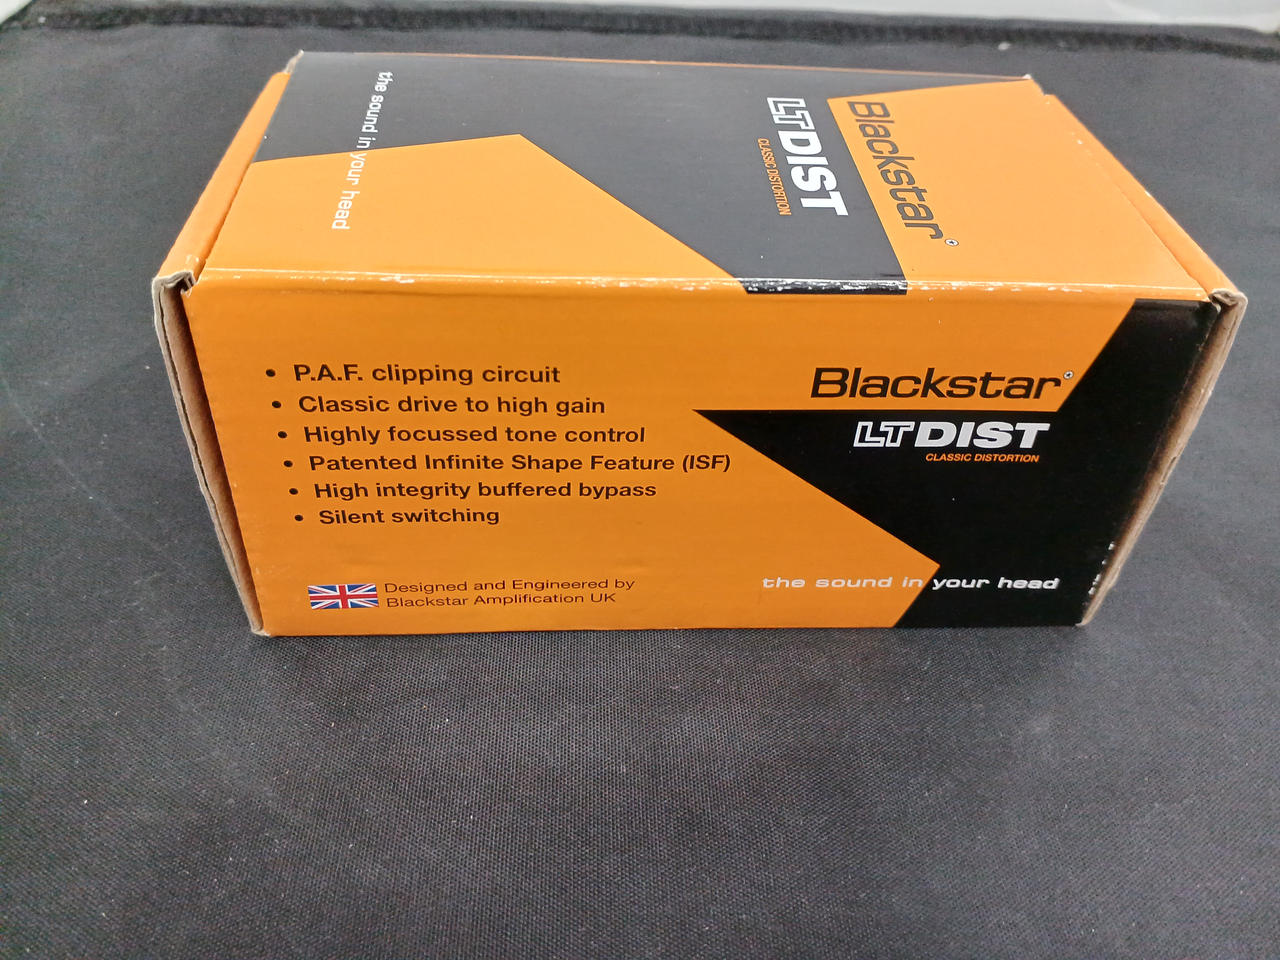 the sound in your head
Blackstar®
LT DIST
CLASSIC DISTORTION
• P.A.F. clipping circuit
• Classic drive to high gain
• Highly focussed tone control
• Patented Infinite Shape Feature (ISF)
• High integrity buffered bypass
• Silent switching
Designed and Engineered by
Blackstar Amplification UK
Blackstar®
LT DIST
CLASSIC DISTORTION
the sound in your head